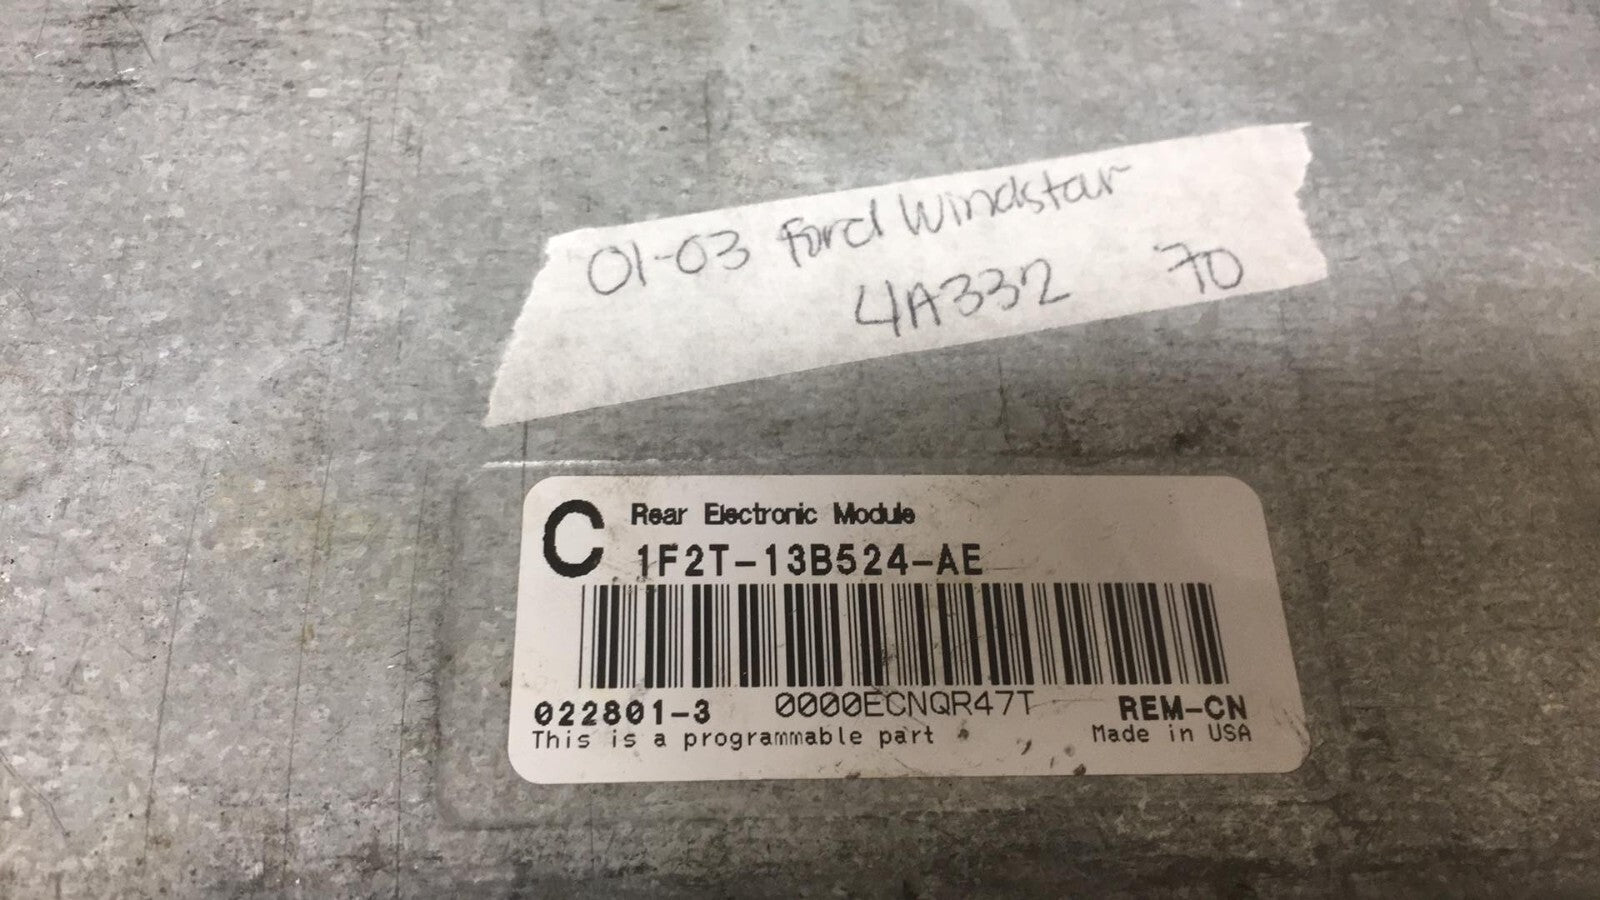 01-03 Ford Windstar
4A332 70
C
Rear Electronic Module
1F2T-13B524-AE
022801-3 0000ECNQR47T REM-CN
This is a programmable part Made in USA